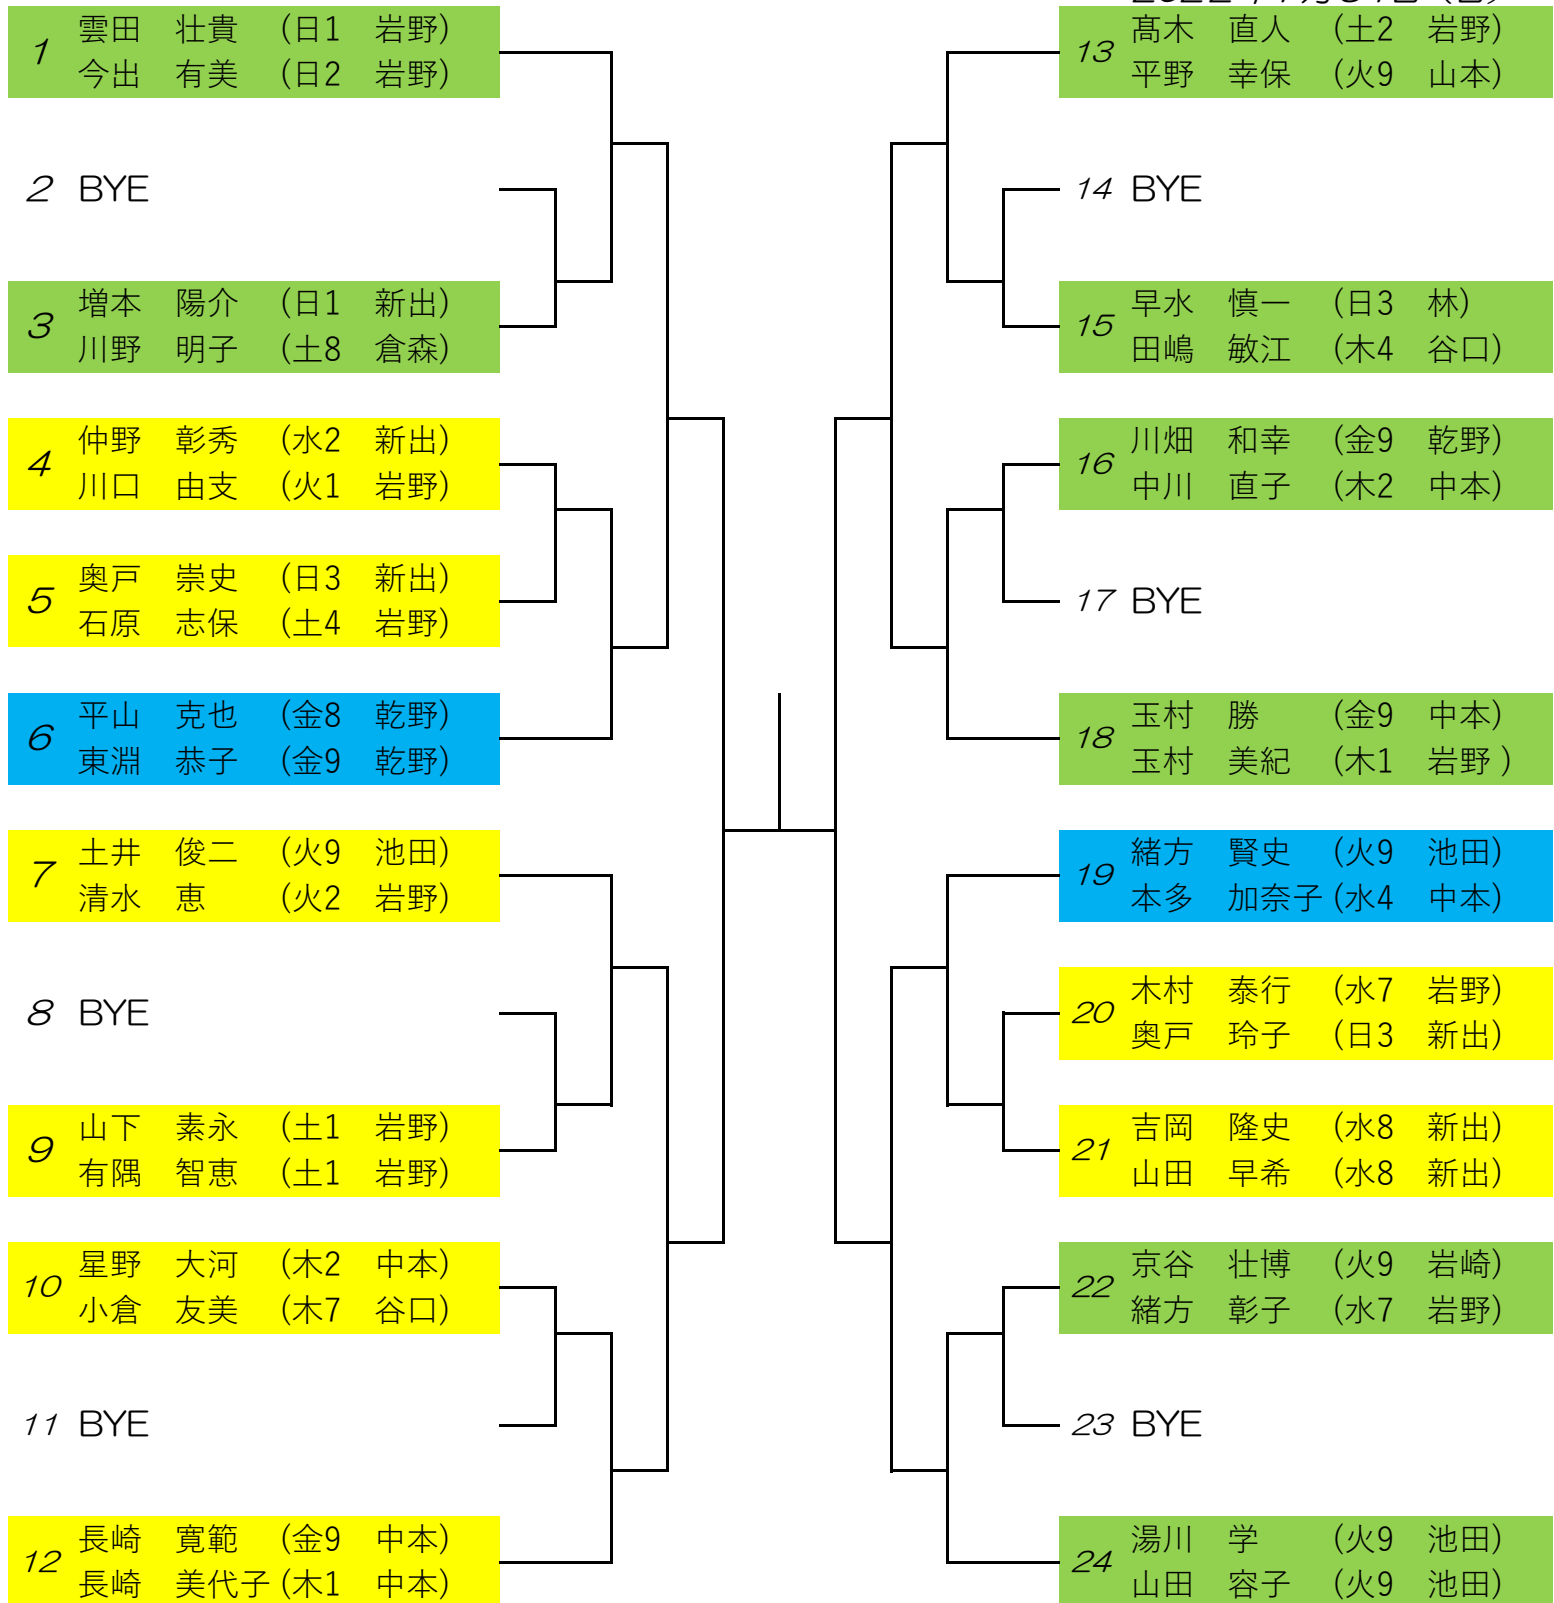 2022年7月31日(日)
1
雲田 壮貴 (日1 岩野)
今出 有美 (日2 岩野)
2 BYE
3
増本 陽介 (日1 新出)
川野 明子 (土8 倉森)
4
仲野 彰秀 (水2 新出)
川口 由支 (火1 岩野)
5
奥戸 崇史 (日3 新出)
石原 志保 (土4 岩野)
6
平山 克也 (金8 乾野)
東淵 恭子 (金9 乾野)
7
土井 俊二 (火9 池田)
清水 恵 (火2 岩野)
8 BYE
9
山下 素永 (土1 岩野)
有隅 智恵 (土1 岩野)
10
星野 大河 (木2 中本)
小倉 友美 (木7 谷口)
11 BYE
12
長崎 寛範 (金9 中本)
長崎 美代子 (木1 中本)
13
髙木 直人 (土2 岩野)
平野 幸保 (火9 山本)
14 BYE
15
早水 慎一 (日3 林)
田嶋 敏江 (木4 谷口)
16
川畑 和幸 (金9 乾野)
中川 直子 (木2 中本)
17 BYE
18
玉村 勝 (金9 中本)
玉村 美紀 (木1 岩野 )
19
緒方 賢史 (火9 池田)
本多 加奈子 (水4 中本)
20
木村 泰行 (水7 岩野)
奥戸 玲子 (日3 新出)
21
吉岡 隆史 (水8 新出)
山田 早希 (水8 新出)
22
京谷 壮博 (火9 岩崎)
緒方 彰子 (水7 岩野)
23 BYE
24
湯川 学 (火9 池田)
山田 容子 (火9 池田)